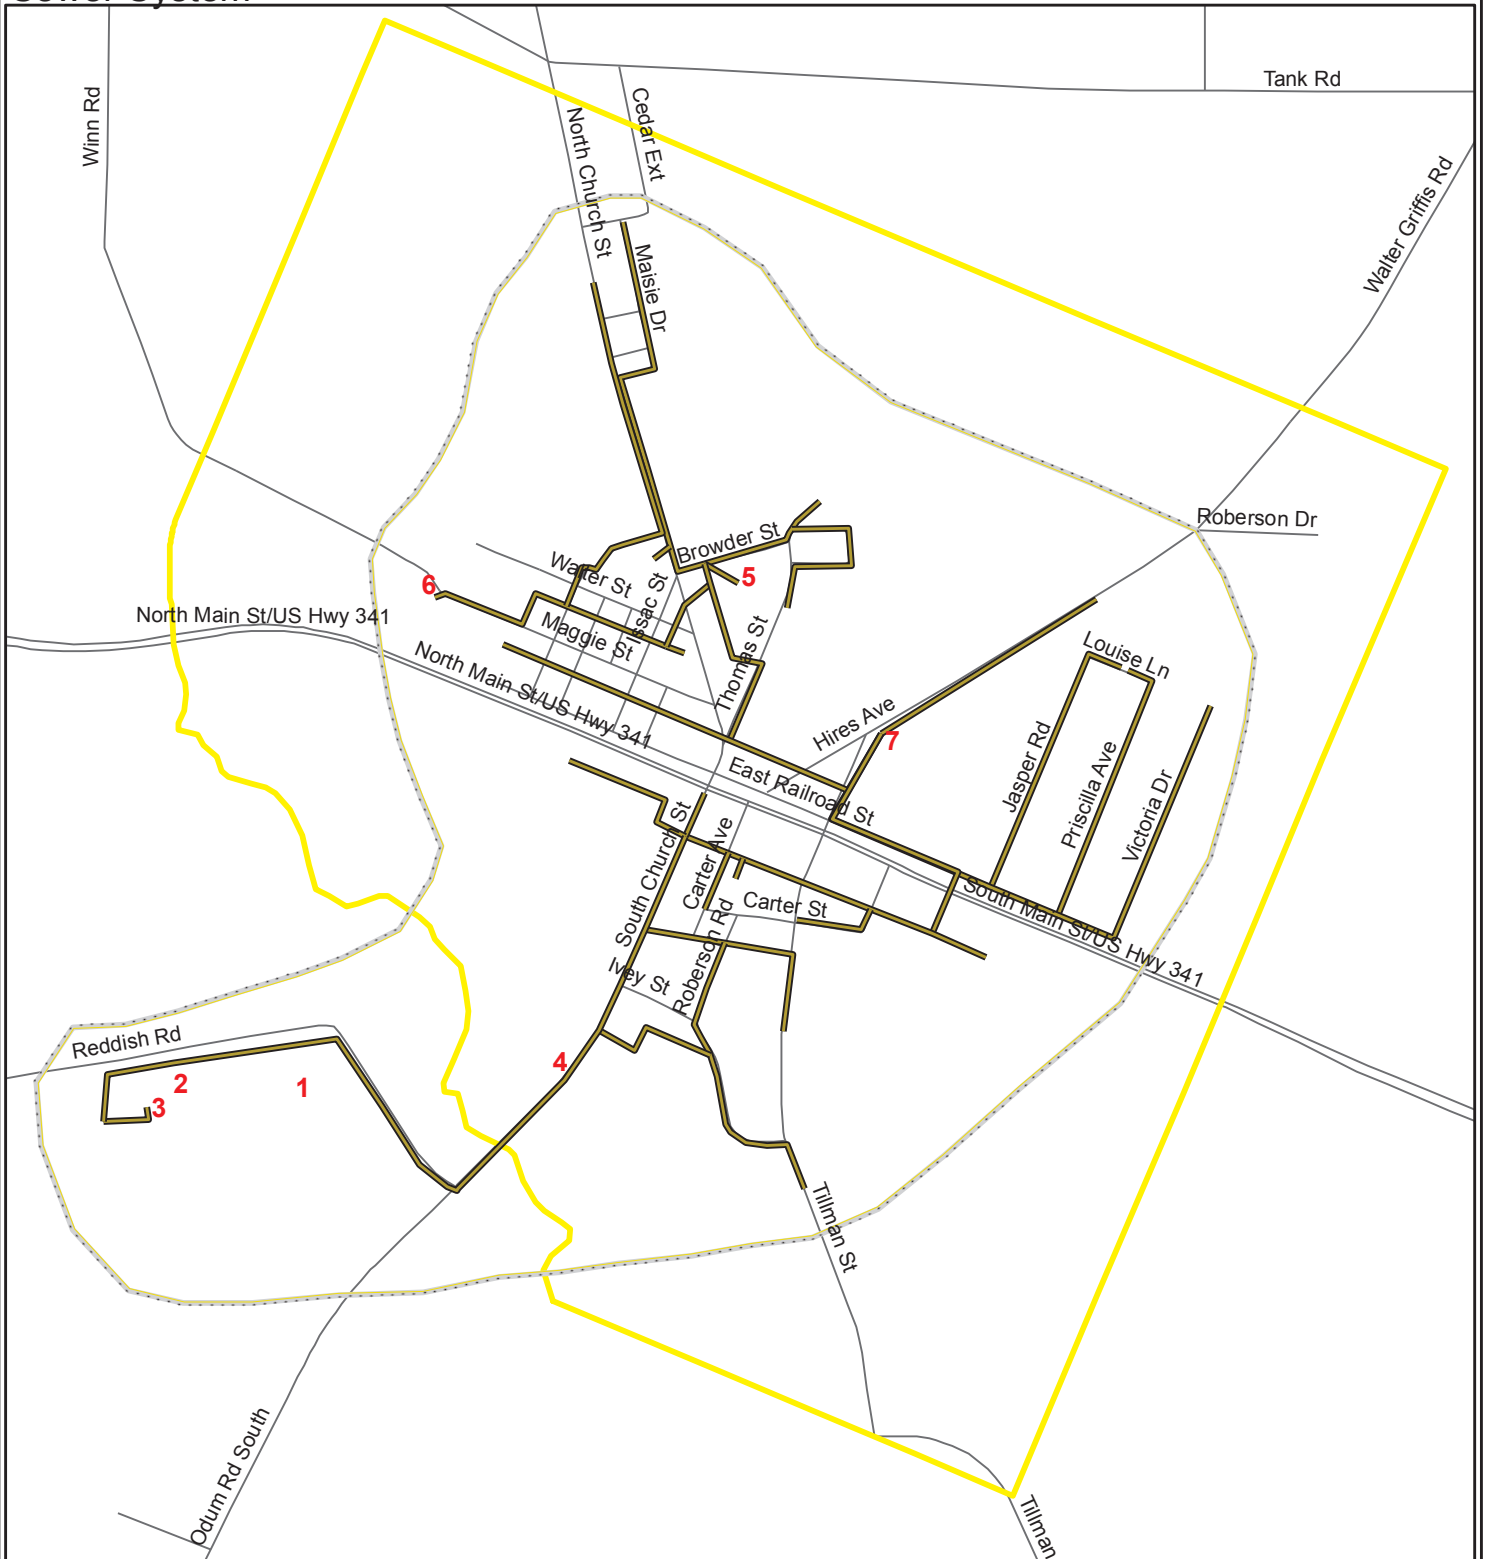 Sewer System
Tank Rd
Winn Rd
Cedar Ext
North Church St
Walter Griffis Rd
Maisie Dr
Roberson Dr
Browder St
Walter St
5
6
Issac St
North Main St/US Hwy 341
Maggie St
Thomas St
Louise Ln
North Main St/US Hwy 341
Hires Ave
7
Jasper Rd
Priscilla Ave
Victoria Dr
East Railroad St
South Church St
Carter Ave
Carter St
South Main St/US Hwy 341
Roberson Rd
Ivey St
Reddish Rd
4
2
1
3
Tillman St
Odum Rd South
Tillman